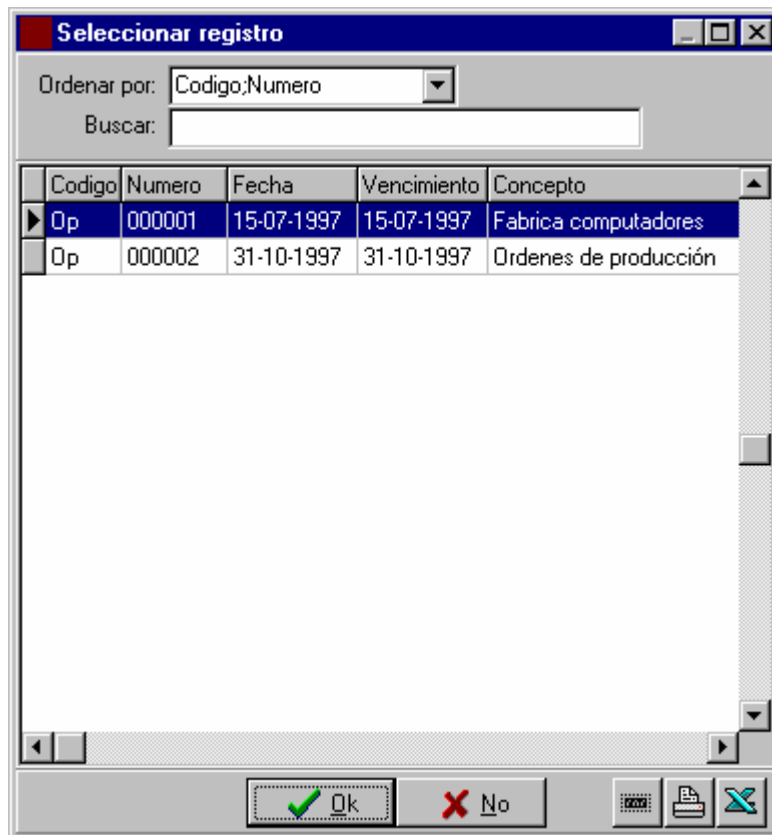 Seleccionar registro
Ordenar por: Codigo;Numero
Buscar:
Codigo Numero Fecha Vencimiento Concepto
Op 000001 15-07-1997 15-07-1997 Fabrica computadores
Op 000002 31-10-1997 31-10-1997 Ordenes de producción
Ok No